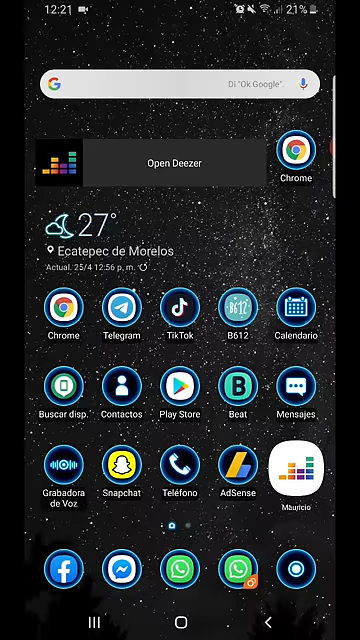 12:21
21%
Di "Ok Google".
Open Deezer
Chrome
27°
Ecatepec de Morelos
Actual. 25/4 12:56 p. m.
Chrome
Telegram
TikTok
B612
B612
Calendario
Buscar disp.
Contactos
Play Store
Beat
Mensajes
Grabadora
de Voz
Snapchat
Teléfono
AdSense
Mauricio